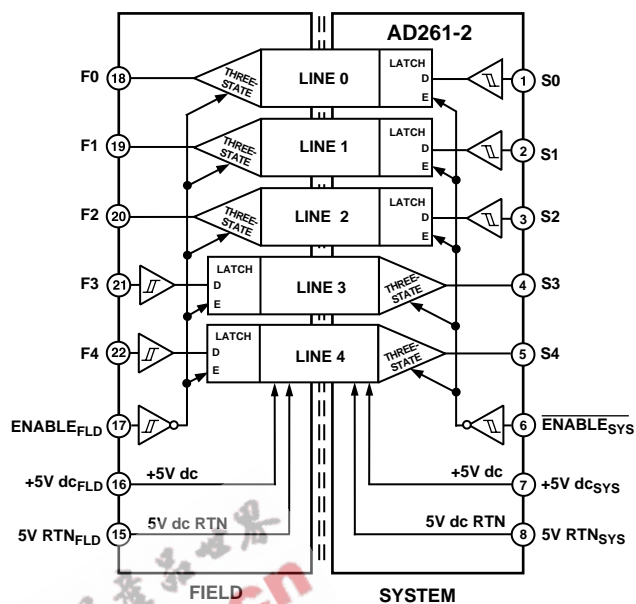 AD261-2
F0 18 THREE-STATE LINE 0 LATCH D E 1 S0
F1 19 THREE-STATE LINE 1 D E 2 S1
F2 20 THREE-STATE LINE 2 D E 3 S2
F3 21 LATCH D E LINE 3 THREE-STATE 4 S3
F4 22 LATCH D E LINE 4 THREE-STATE 5 S4
ENABLEFLD 17 6 ENABLESYS
+5V dcFLD 16 +5V dc +5V dc 7 +5V dcSYS
5V RTNFLD 15 5V dc RTN 5V dc RTN 8 5V RTNSYS
FIELD SYSTEM
世界
cn